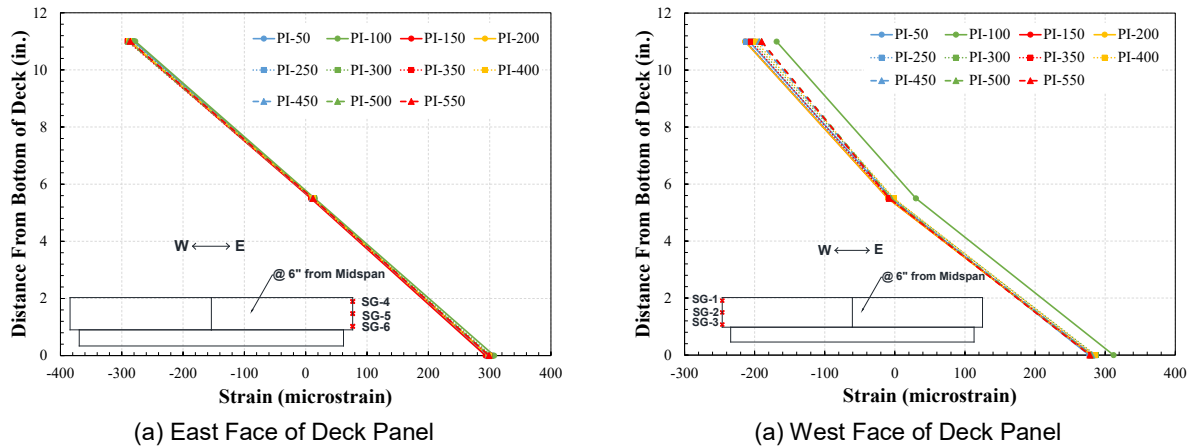 PI-50 PI-100 PI-150 PI-200
PI-250 PI-300 PI-350 PI-400
PI-450 PI-500 PI-550
Distance From Bottom of Deck (in.)
12
10
8
6
4
2
0
W E
@ 6" from Midspan
SG-4
SG-5
SG-6
-400 -300 -200 -100 0 100 200 300 400
Strain (microstrain)
(a) East Face of Deck Panel
PI-50 PI-100 PI-150 PI-200
PI-250 PI-300 PI-350 PI-400
PI-450 PI-500 PI-550
Distance From Bottom of Deck (in.)
12
10
8
6
4
2
0
W E
@ 6" from Midspan
SG-1
SG-2
SG-3
-300 -200 -100 0 100 200 300 400
Strain (microstrain)
(a) West Face of Deck Panel